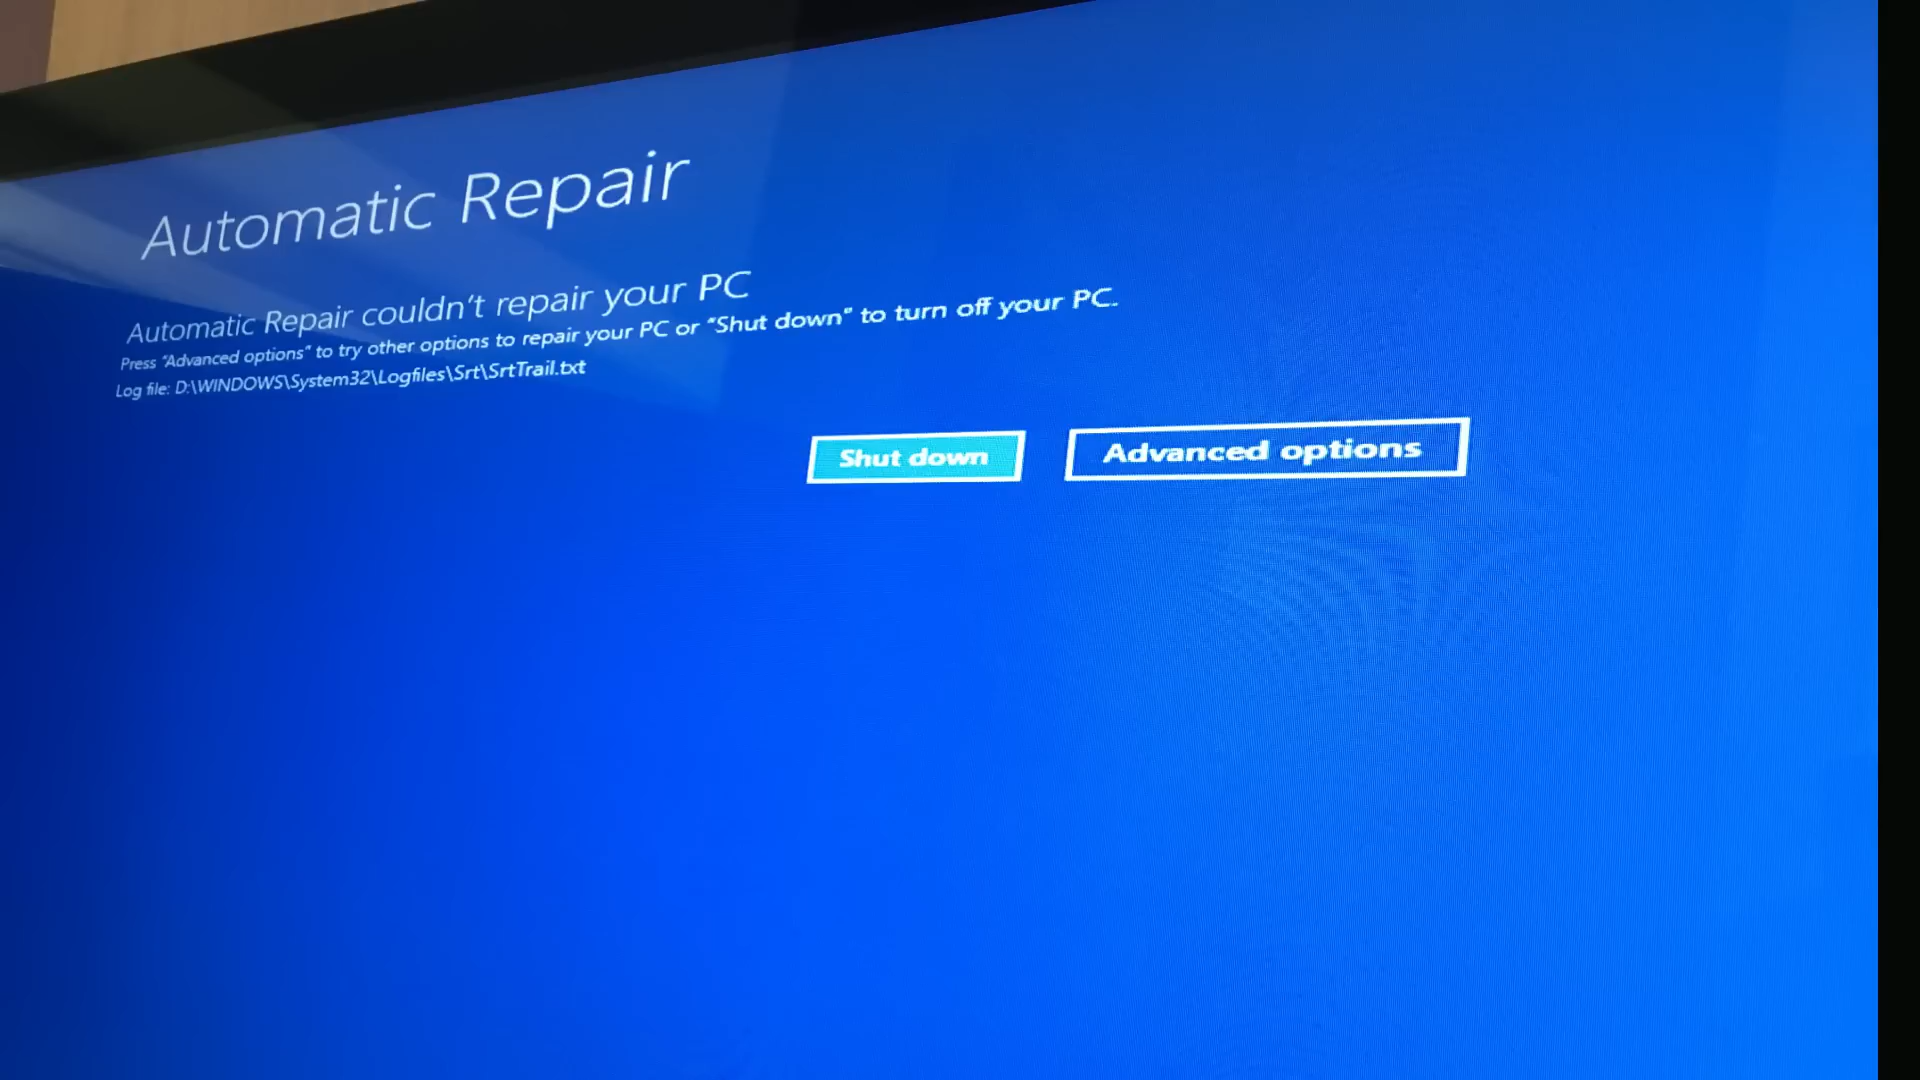 Automatic Repair
Automatic Repair couldn't repair your PC
Press "Advanced options" to try other options to repair your PC or "Shut down" to turn off your PC.
Log file: D:\WINDOWS\System32\Logfiles\Srt\SrtTrail.txt
Shut down
Advanced options